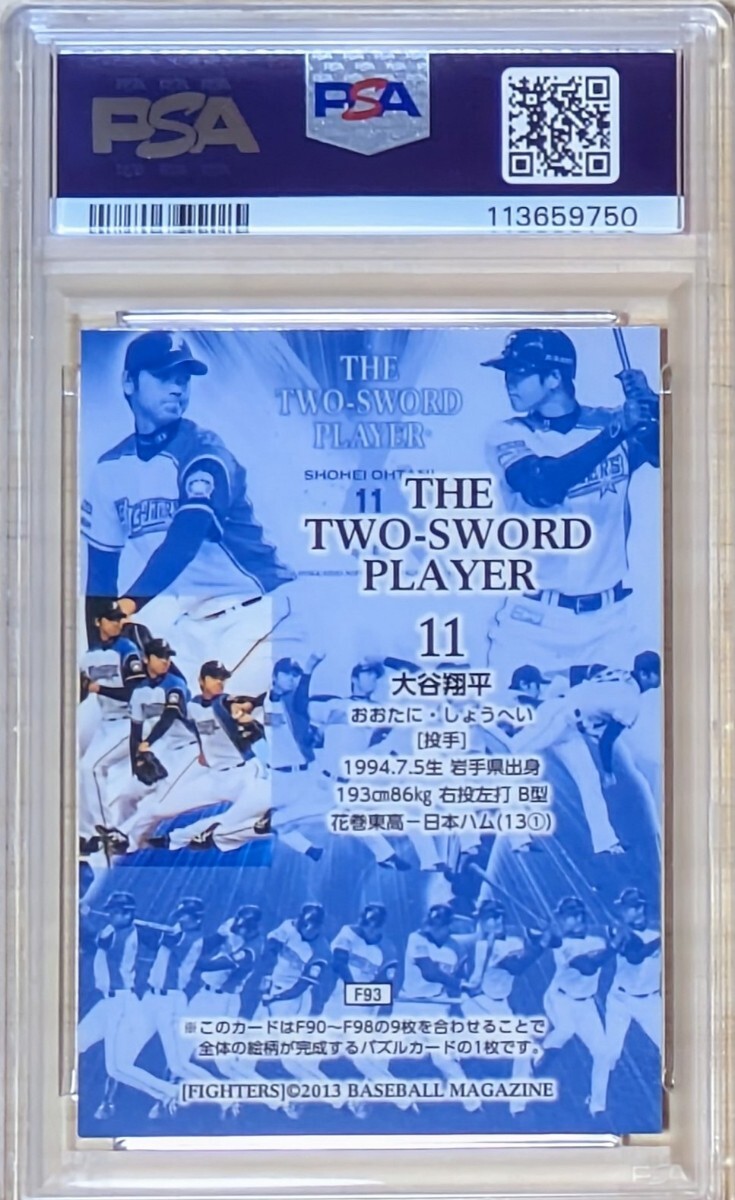 PSA
PSA
113659750
THE
TWO-SWORD
PLAYER
SHOHEI
11
THE
TWO-SWORD
PLAYER
11
大谷翔平
おおたに・しょうへい
[投手]
1994.7.5生 岩手県出身
193㎝86㎏ 右投左打 B型
花巻東高－日本ハム(13①)
F93
※このカードはF90〜F98の9枚を合わせることで
全体の絵柄が完成するパズルカードの1枚です。
[FIGHTERS]©2013 BASEBALL MAGAZINE
PSA